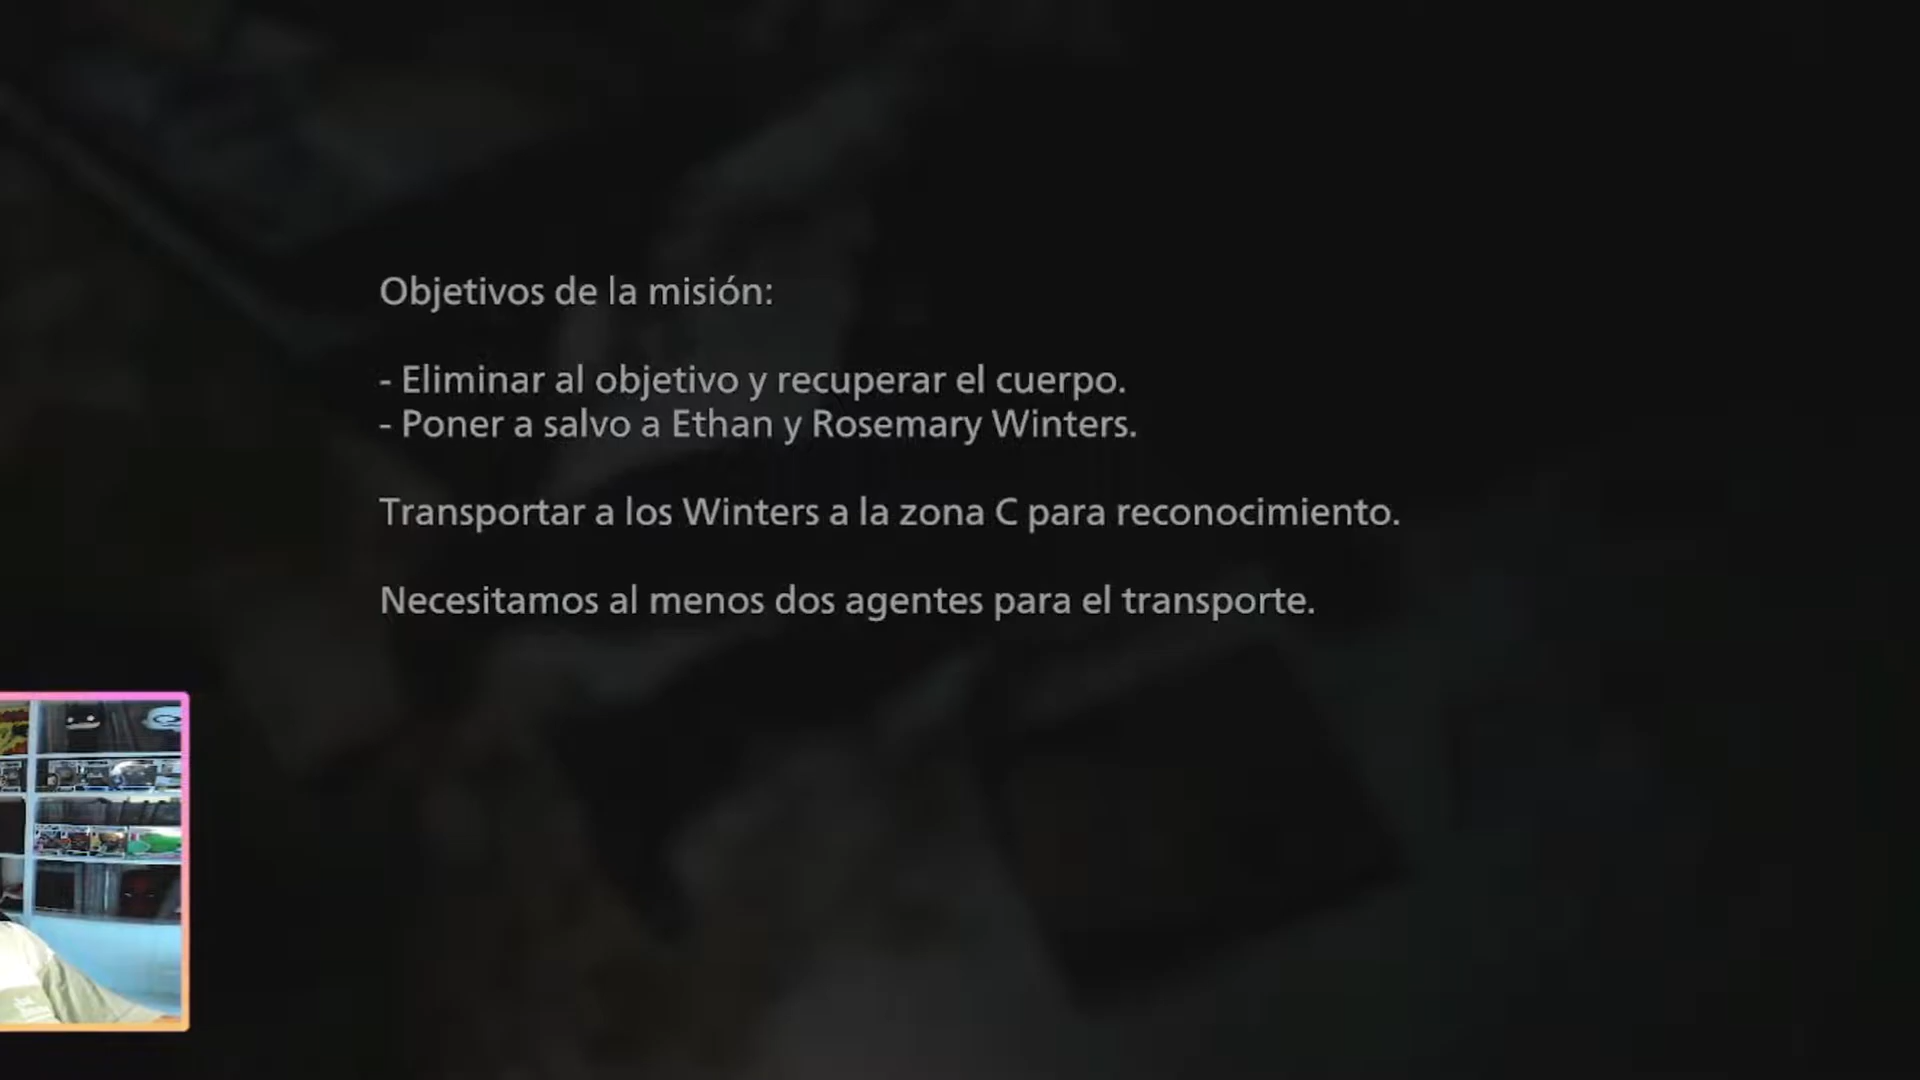 Objetivos de la misión:
- Eliminar al objetivo y recuperar el cuerpo.
- Poner a salvo a Ethan y Rosemary Winters.
Transportar a los Winters a la zona C para reconocimiento.
Necesitamos al menos dos agentes para el transporte.